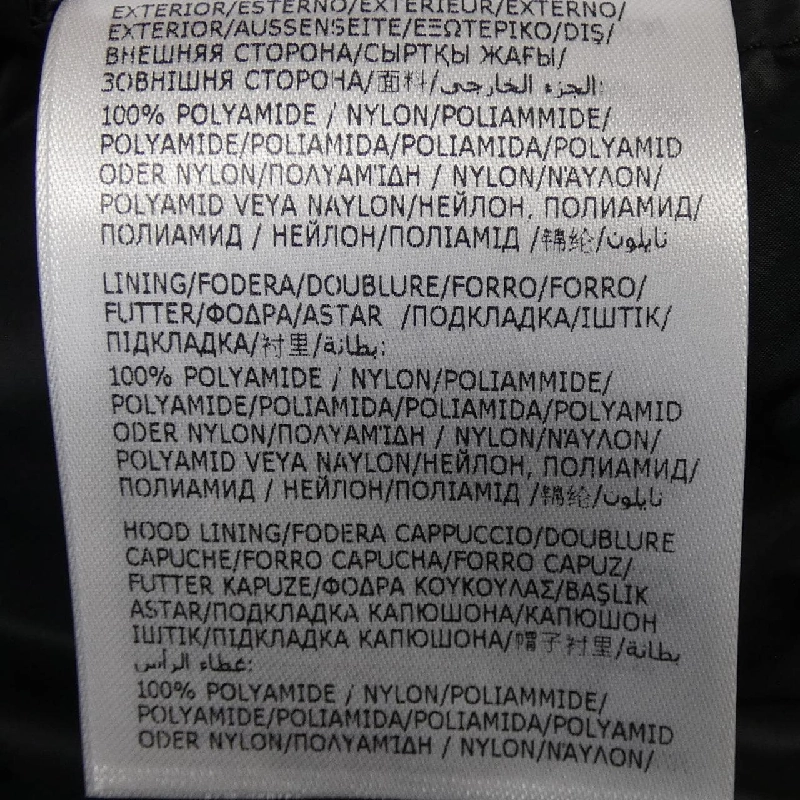 EXTERIOR/ESTERNO/EXTERIEUR/EXTERNO/
EXTERIOR/AUSSENSEITE/ΕΞΩΤΕΡΙΚΟ/DIŞ/
ВНЕШНЯЯ СТОРОНА/СЫРТҚЫ ЖАҒЫ/
ЗОВНІШНЯ СТОРОНА/面料/الجزء الخارجي:
100% POLYAMIDE / NYLON/POLIAMMIDE/
POLYAMIDE/POLIAMIDA/POLIAMIDA/POLYAMID
ODER NYLON/ΠΟΛΥΑΜΊΔΗ / NYLON/ΝΆΥΛΟΝ/
POLYAMID VEYA NAYLON/НЕЙЛОН, ПОЛИАМИД/
ПОЛИАМИД / НЕЙЛОН/ПОЛІАМІД /锦纶/نايلون
LINING/FODERA/DOUBLURE/FORRO/FORRO/
FUTTER/ΦΟΔΡΑ/ASTAR /ПОДКЛАДКА/ІШТІК/
ПІДКЛАДКА/衬里/بطانة:
100% POLYAMIDE / NYLON/POLIAMMIDE/
POLYAMIDE/POLIAMIDA/POLIAMIDA/POLYAMID
ODER NYLON/ΠΟΛΥΑΜΊΔΗ / NYLON/ΝΆΥΛΟΝ/
POLYAMID VEYA NAYLON/НЕЙЛОН, ПОЛИАМИД/
ПОЛИАМИД / НЕЙЛОН/ПОЛІАМІД /锦纶/نايلون
HOOD LINING/FODERA CAPPUCCIO/DOUBLURE
CAPUCHE/FORRO CAPUCHA/FORRO CAPUZ/
FUTTER KAPUZE/ΦΟΔΡΑ ΚΟΥΚΟΥΛΑΣ/BAŞLIK
ASTAR/ПОДКЛАДКА КАПЮШОНА/КАПЮШОН
ІШТІК/ПІДКЛАДКА КАПЮШОНА/帽子衬里/بطانة
غطاء الرأس:
100% POLYAMIDE / NYLON/POLIAMMIDE/
POLYAMIDE/POLIAMIDA/POLIAMIDA/POLYAMID
ODER NYLON/ΠΟΛΥΑΜΊΔΗ / NYLON/ΝΆΥΛΟΝ/